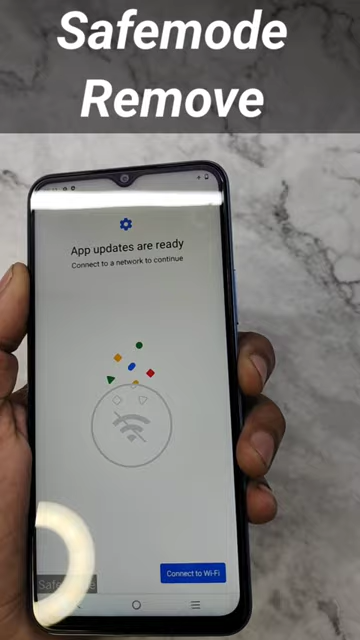 Safemode
Remove
App updates are ready
Connect to a network to continue
Connect to Wi-Fi